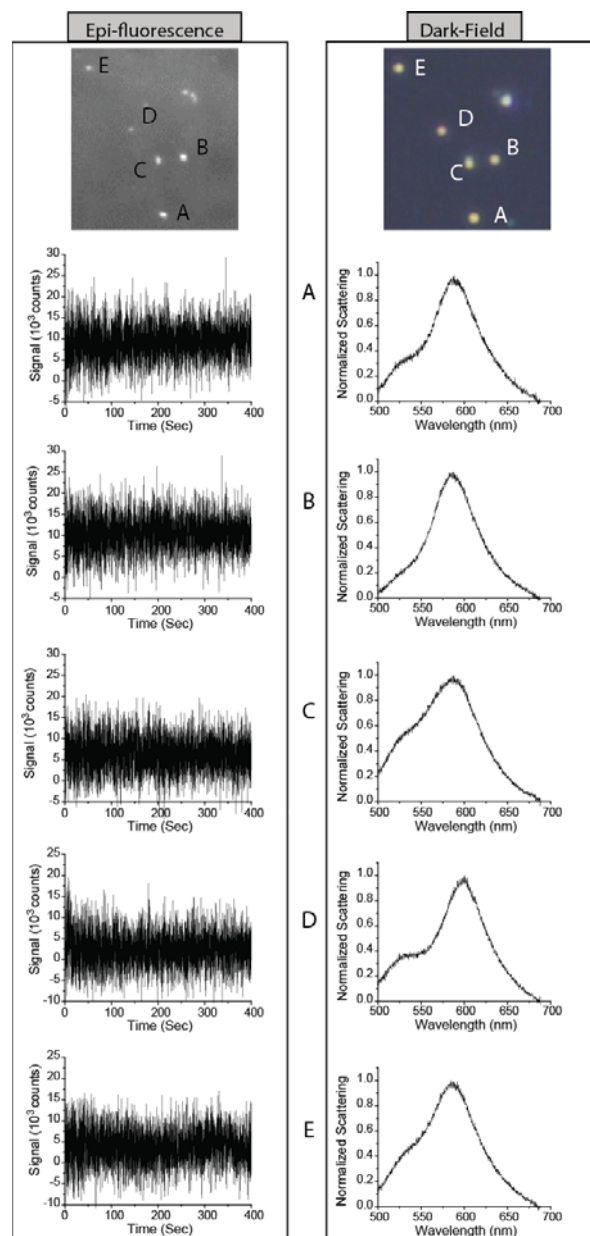 Epi-fluorescence
Dark-Field
E
D
B
C
A
E
D
B
C
A
A
Signal (10³ counts)
30
25
20
15
10
5
0
-5
0 100 200 300 400
Time (Sec)
Normalized Scattering
1.0
0.8
0.6
0.4
0.2
0.0
500 550 600 650 700
Wavelength (nm)
B
Signal (10³ counts)
30
25
20
15
10
5
0
-5
0 100 200 300 400
Time (Sec)
Normalized Scattering
1.0
0.8
0.6
0.4
0.2
0.0
500 550 600 650 700
Wavelength (nm)
C
Signal (10³ counts)
30
25
20
15
10
5
0
-5
0 100 200 300 400
Time (Sec)
Normalized Scattering
1.0
0.8
0.6
0.4
0.2
0.0
500 550 600 650 700
Wavelength (nm)
D
Signal (10³ counts)
25
20
15
10
5
0
-5
-10
0 100 200 300 400
Time (Sec)
Normalized Scattering
1.0
0.8
0.6
0.4
0.2
0.0
500 550 600 650 700
Wavelength (nm)
E
Signal (10³ counts)
25
20
15
10
5
0
-5
-10
0 100 200 300 400
Time (Sec)
Normalized Scattering
1.0
0.8
0.6
0.4
0.2
0.0
500 550 600 650 700
Wavelength (nm)